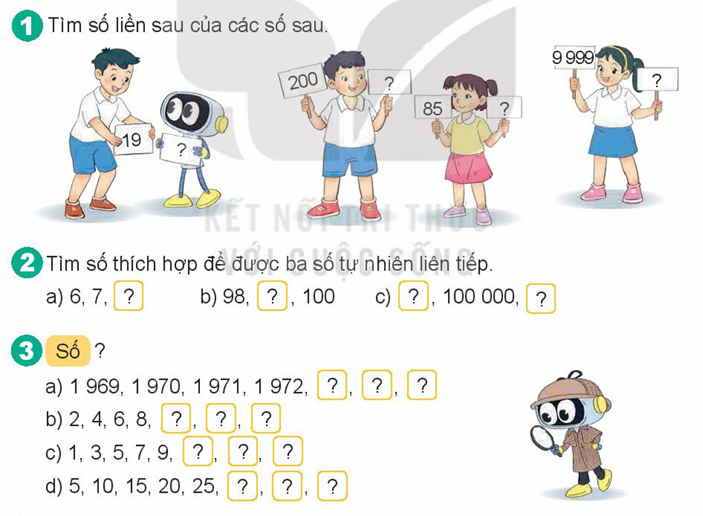 1 Tìm số liền sau của các số sau.
19 ? 200 ? 85 ? 9 999 ?
KẾT NỐI TRI THỨC
VỚI CUỘC SỐNG
2 Tìm số thích hợp để được ba số tự nhiên liên tiếp.
a) 6, 7, ? b) 98, ? , 100 c) ? , 100 000, ?
3 Số ?
a) 1 969, 1 970, 1 971, 1 972, ? , ? , ?
b) 2, 4, 6, 8, ? , ? , ?
c) 1, 3, 5, 7, 9, ? , ? , ?
d) 5, 10, 15, 20, 25, ? , ? , ?